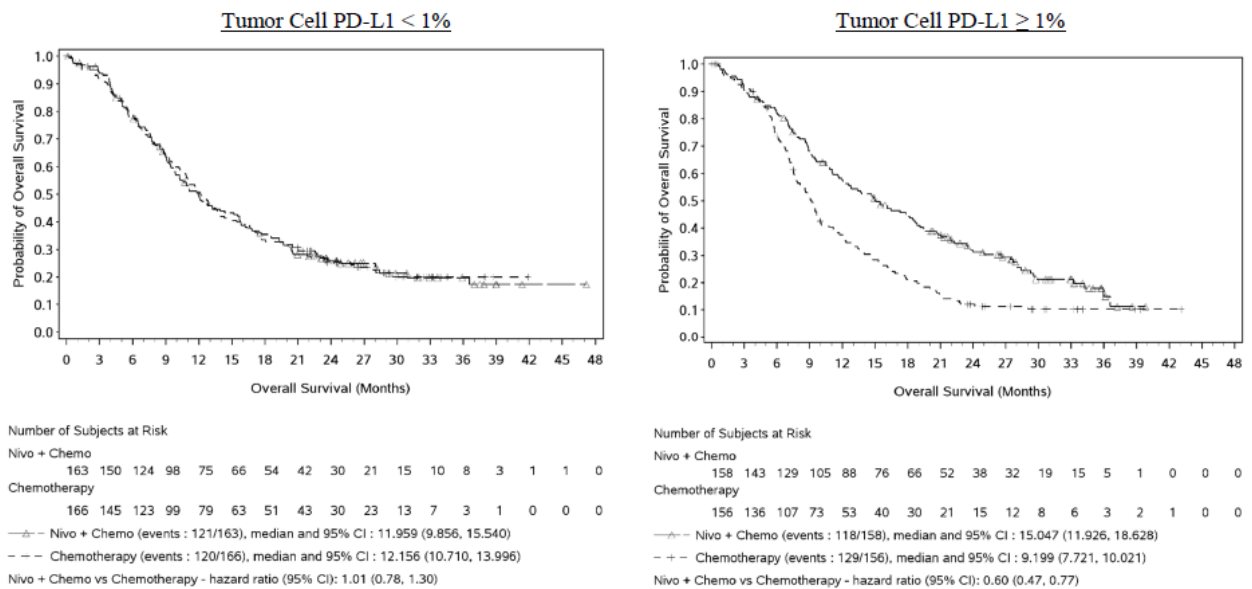 Tumor Cell PD-L1 < 1%
1.0
0.9
0.8
0.7
0.6
0.5
0.4
0.3
0.2
0.1
0.0
Probability of Overall Survival
0 3 6 9 12 15 18 21 24 27 30 33 36 39 42 45 48
Overall Survival (Months)
Number of Subjects at Risk
Nivo + Chemo
163 150 124 98 75 66 54 42 30 21 15 10 8 3 1 1 0
Chemotherapy
166 145 123 99 79 63 51 43 30 23 13 7 3 1 0 0 0
Nivo + Chemo (events : 121/163), median and 95% CI : 11.959 (9.856, 15.540)
Chemotherapy (events : 120/166), median and 95% CI : 12.156 (10.710, 13.996)
Nivo + Chemo vs Chemotherapy - hazard ratio (95% CI): 1.01 (0.78, 1.30)
Tumor Cell PD-L1 ≥ 1%
1.0
0.9
0.8
0.7
0.6
0.5
0.4
0.3
0.2
0.1
0.0
Probability of Overall Survival
0 3 6 9 12 15 18 21 24 27 30 33 36 39 42 45 48
Overall Survival (Months)
Number of Subjects at Risk
Nivo + Chemo
158 143 129 105 88 76 66 52 38 32 19 15 5 1 0 0 0
Chemotherapy
156 136 107 73 53 40 30 21 15 12 8 6 3 2 1 0 0
Nivo + Chemo (events : 118/158), median and 95% CI : 15.047 (11.926, 18.628)
Chemotherapy (events : 129/156), median and 95% CI : 9.199 (7.721, 10.021)
Nivo + Chemo vs Chemotherapy - hazard ratio (95% CI): 0.60 (0.47, 0.77)